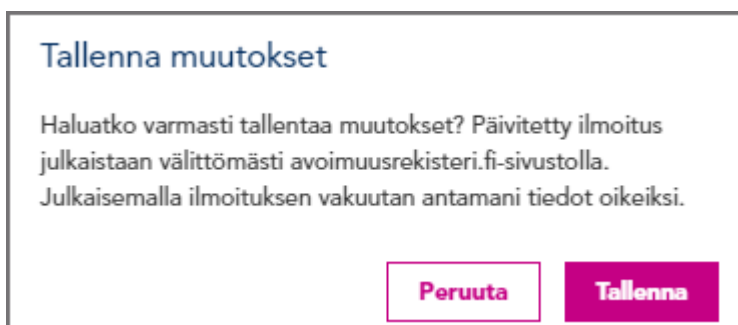 Tallenna muutokset
Haluatko varmasti tallentaa muutokset? Päivitetty ilmoitus
julkaistaan välittömästi avoimuusrekisteri.fi-sivustolla.
Julkaisemalla ilmoituksen vakuutan antamani tiedot oikeiksi.
Peruuta
Tallenna